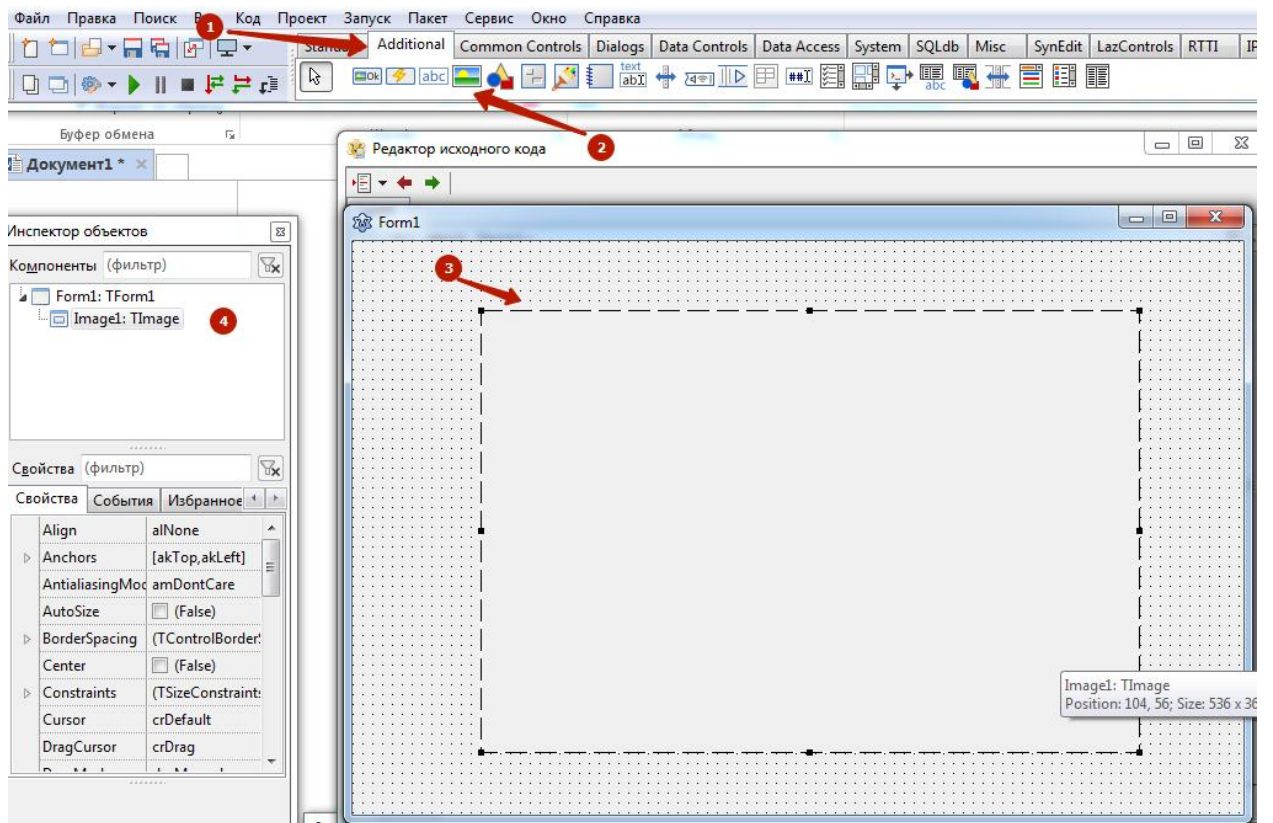 Файл Правка Поиск Код Проект Запуск Пакет Сервис Окно Справка
1
Additional Common Controls Dialogs Data Controls Data Access System SQLdb Misc SynEdit LazControls RTTI
Ok abc text abI abc
2
Буфер обмена
Документ1 *
Редактор исходного кода
Инспектор объектов
Form1
Компоненты (фильтр)
3
Form1: TForm1
Image1: TImage 4
Свойства (фильтр)
Свойства События Избранное
Align alNone
Anchors [akTop,akLeft]
AntialiasingMod amDontCare
AutoSize (False)
BorderSpacing (TControlBorder
Center (False)
Constraints (TSizeConstraint
Cursor crDefault
DragCursor crDrag
Image1: TImage
Position: 104, 56; Size: 536 x 36